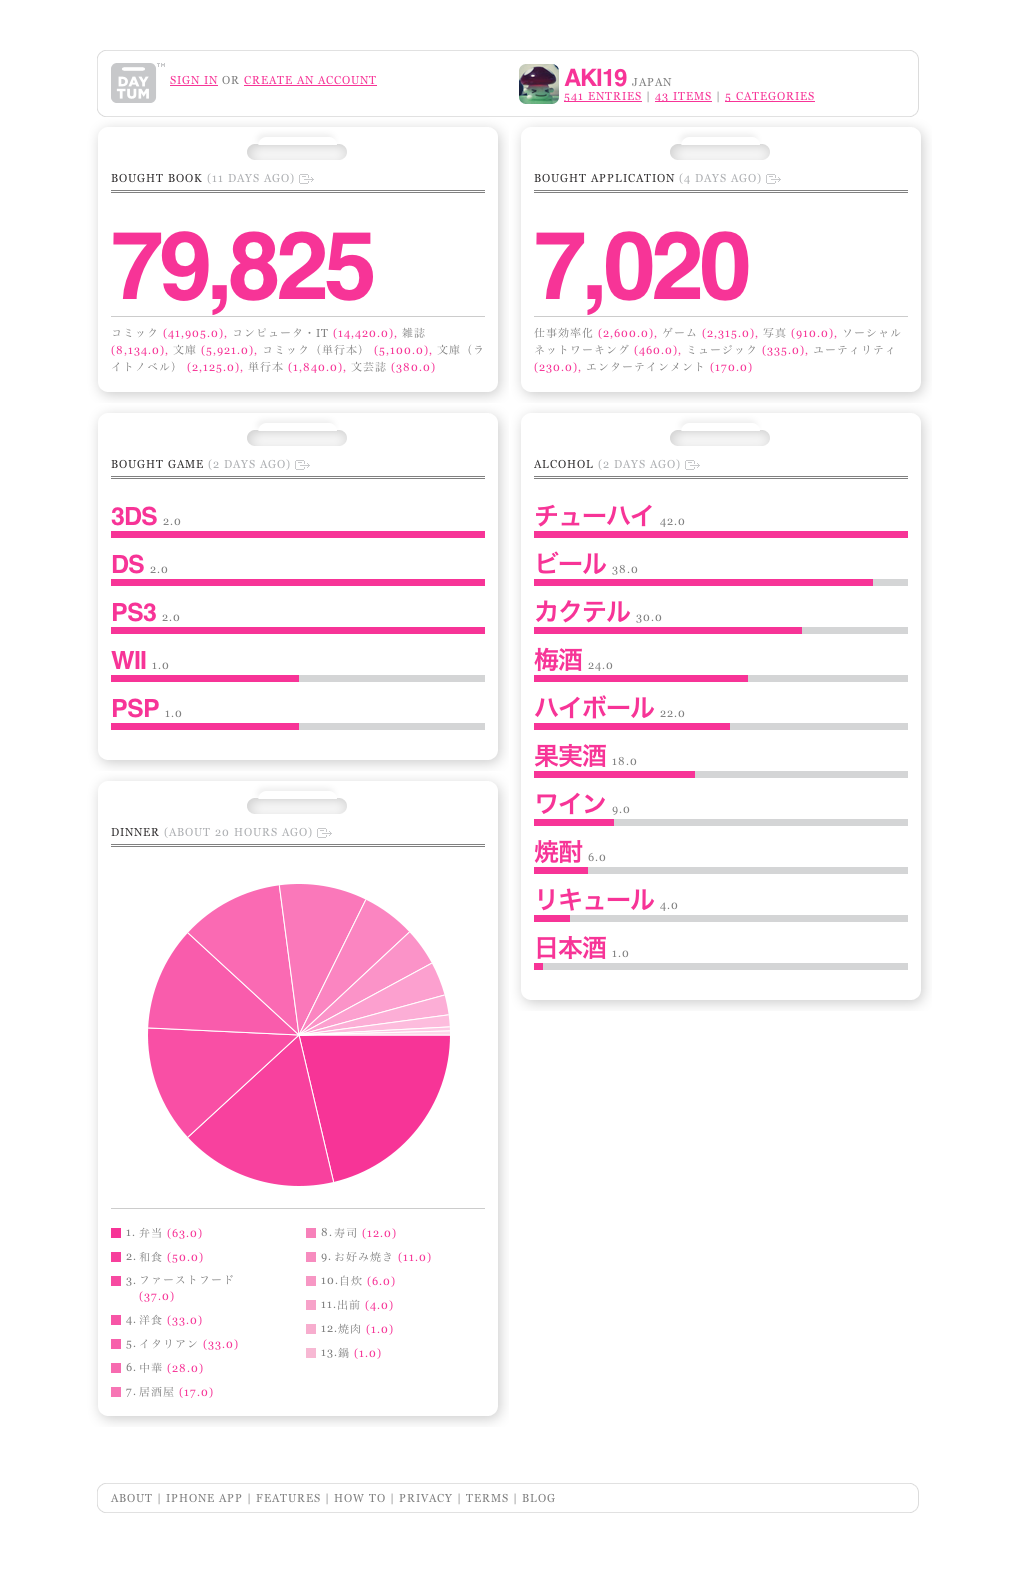 DAY
TUM
TM
SIGN IN OR CREATE AN ACCOUNT
AKI19 JAPAN
541 ENTRIES | 43 ITEMS | 5 CATEGORIES
BOUGHT BOOK (11 DAYS AGO)
79,825
コミック (41,905.0), コンピュータ・IT (14,420.0), 雑誌
(8,134.0), 文庫 (5,921.0), コミック（単行本） (5,100.0), 文庫（ラ
イトノベル） (2,125.0), 単行本 (1,840.0), 文芸誌 (380.0)
BOUGHT APPLICATION (4 DAYS AGO)
7,020
仕事効率化 (2,600.0), ゲーム (2,315.0), 写真 (910.0), ソーシャル
ネットワーキング (460.0), ミュージック (335.0), ユーティリティ
(230.0), エンターテインメント (170.0)
BOUGHT GAME (2 DAYS AGO)
3DS 2.0
DS 2.0
PS3 2.0
WII 1.0
PSP 1.0
ALCOHOL (2 DAYS AGO)
チューハイ 42.0
ビール 38.0
カクテル 30.0
梅酒 24.0
ハイボール 22.0
果実酒 18.0
ワイン 9.0
焼酎 6.0
リキュール 4.0
日本酒 1.0
DINNER (ABOUT 20 HOURS AGO)
1. 弁当 (63.0)
2. 和食 (50.0)
3. ファーストフード
(37.0)
4. 洋食 (33.0)
5. イタリアン (33.0)
6. 中華 (28.0)
7. 居酒屋 (17.0)
8. 寿司 (12.0)
9. お好み焼き (11.0)
10. 自炊 (6.0)
11. 出前 (4.0)
12. 焼肉 (1.0)
13. 鍋 (1.0)
ABOUT | IPHONE APP | FEATURES | HOW TO | PRIVACY | TERMS | BLOG